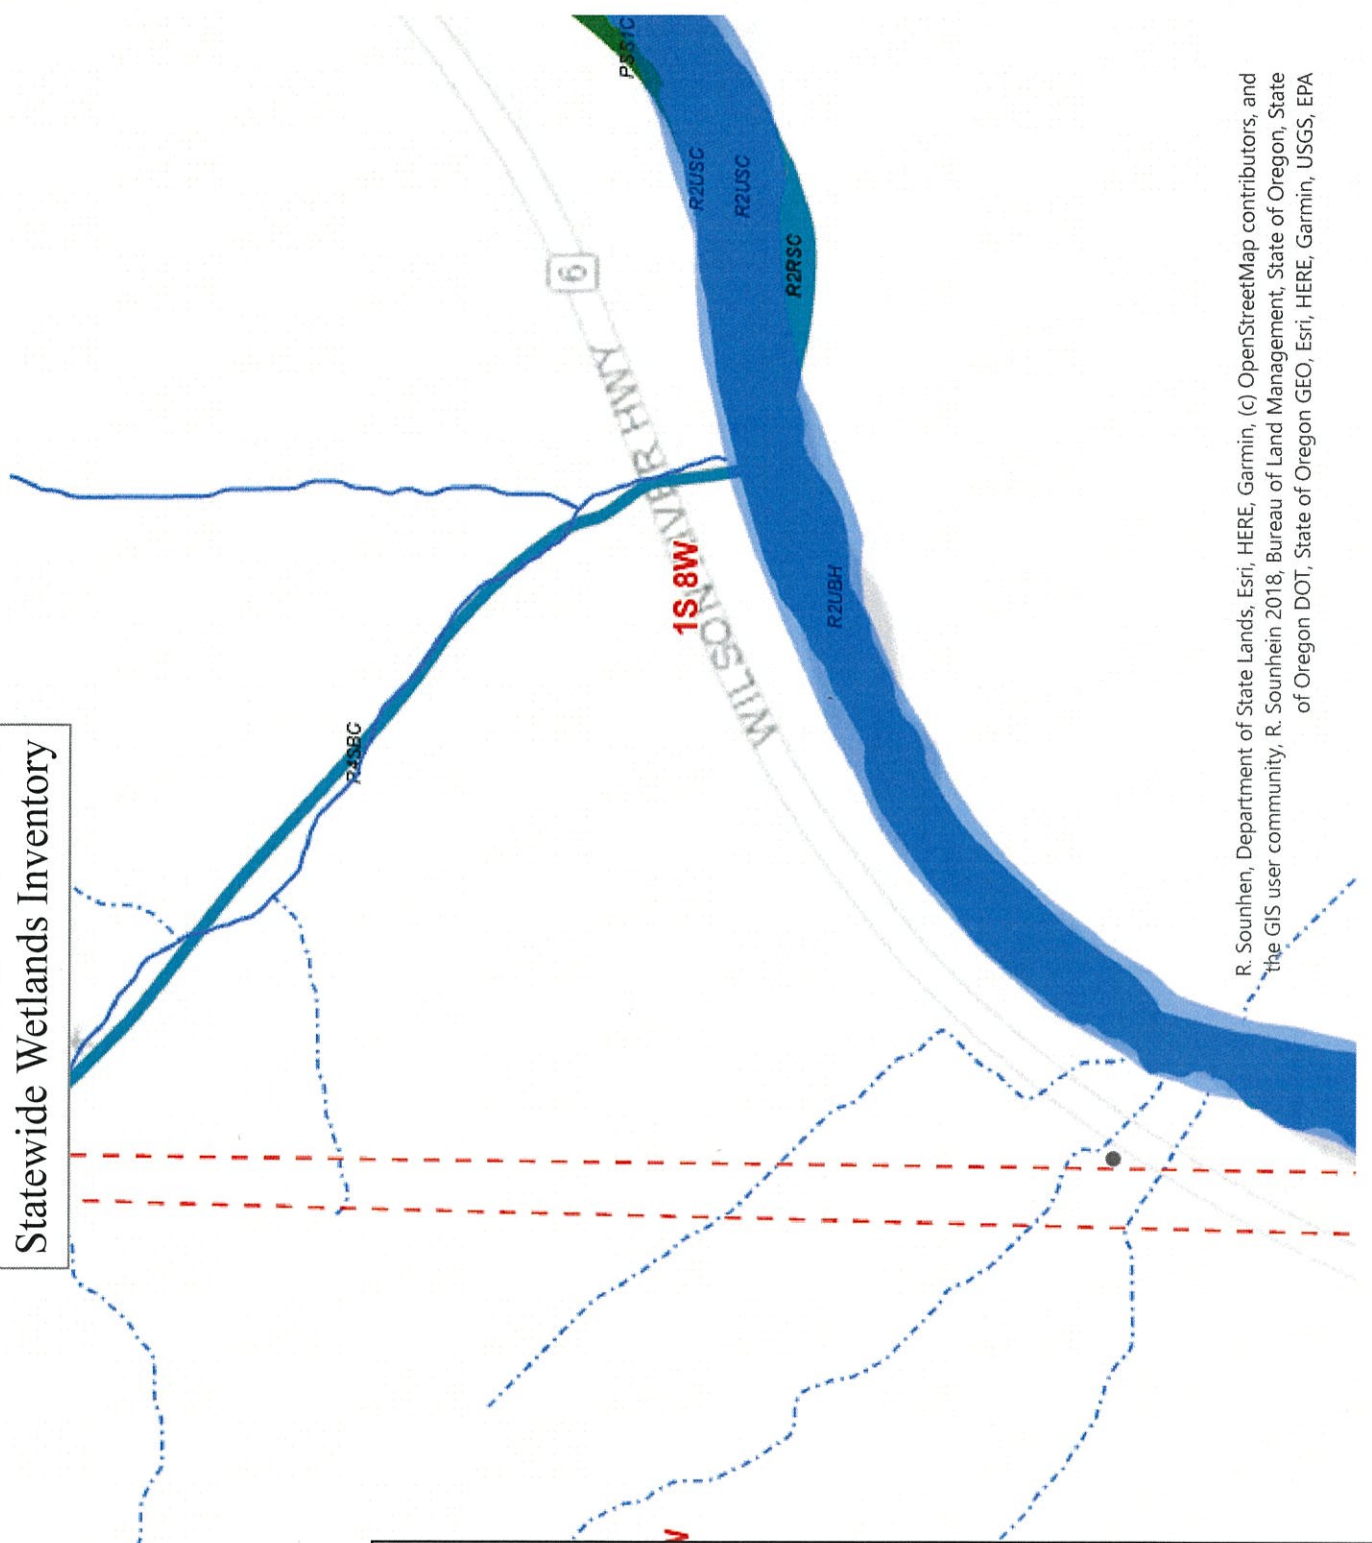 Statewide Wetlands Inventory
R4SBC
1S 8W
WILSON RIVER HWY
6
PSS1C
R2USC
R2USC
R2RSC
R2UBH
R. Sounhen, Department of State Lands, Esri, HERE, Garmin, (c) OpenStreetMap contributors, and
the GIS user community, R. Sounhein 2018, Bureau of Land Management, State of Oregon, State
of Oregon DOT, State of Oregon GEO, Esri, HERE, Garmin, USGS, EPA